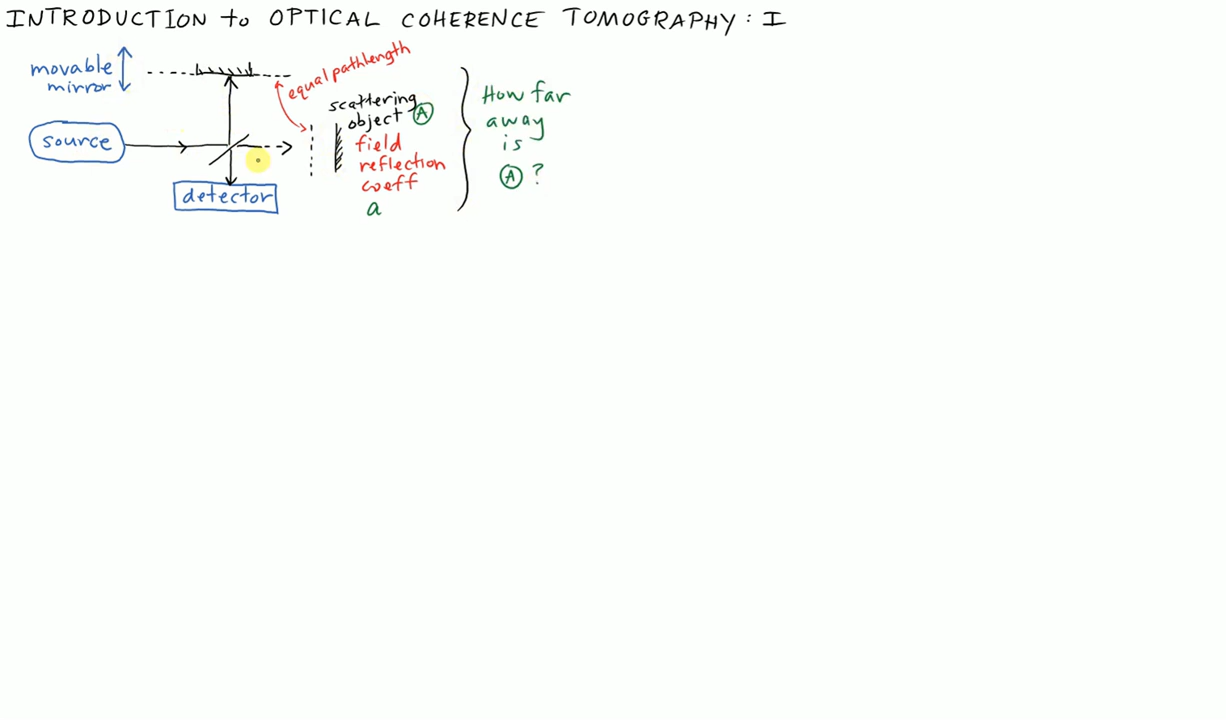 INTRODUCTION to OPTICAL COHERENCE TOMOGRAPHY: I
movable
mirror
equal pathlength
source
detector
scattering
object A
field
reflection
coeff
a
How far
away
is
A ?